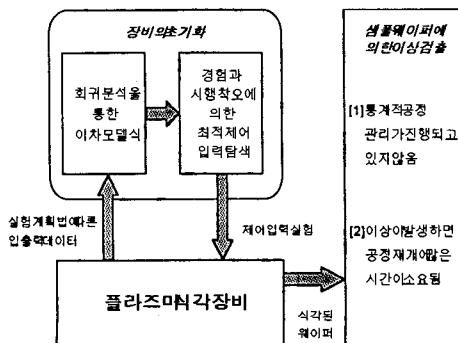 장비의초기화
회귀분석을
통한
이차모델식
경험과
시행착오에
의한
최적제어
입력탐색
실험계획법에따른
입출력데이터
제어입력실험
플라즈마식각장비
식각된
웨이퍼
샘플웨이퍼에
의한이상검출
[1]통계적공정
관리가진행되고
있지않음
[2]이상이발생하면
공정재개에많은
시간이소요됨